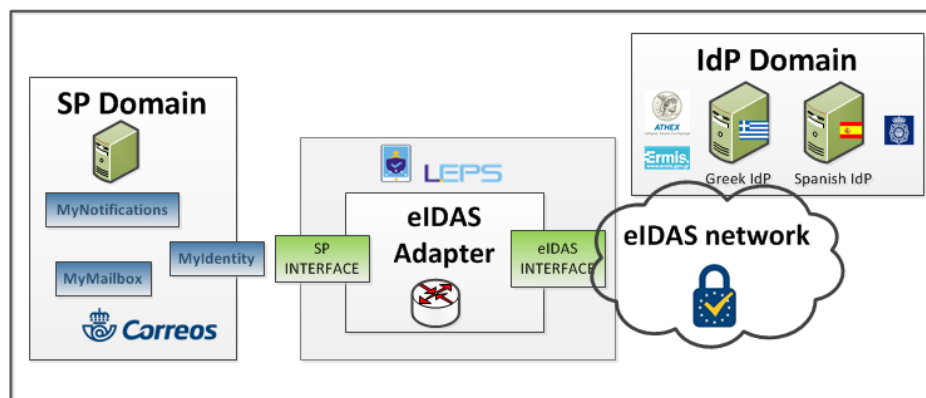 SP Domain
MyNotifications
MyIdentity
MyMailbox
Correos
LEPS
SP
INTERFACE
eIDAS
Adapter
eIDAS
INTERFACE
IdP Domain
ATHEX
Ermis
Greek IdP
Spanish IdP
eIDAS network